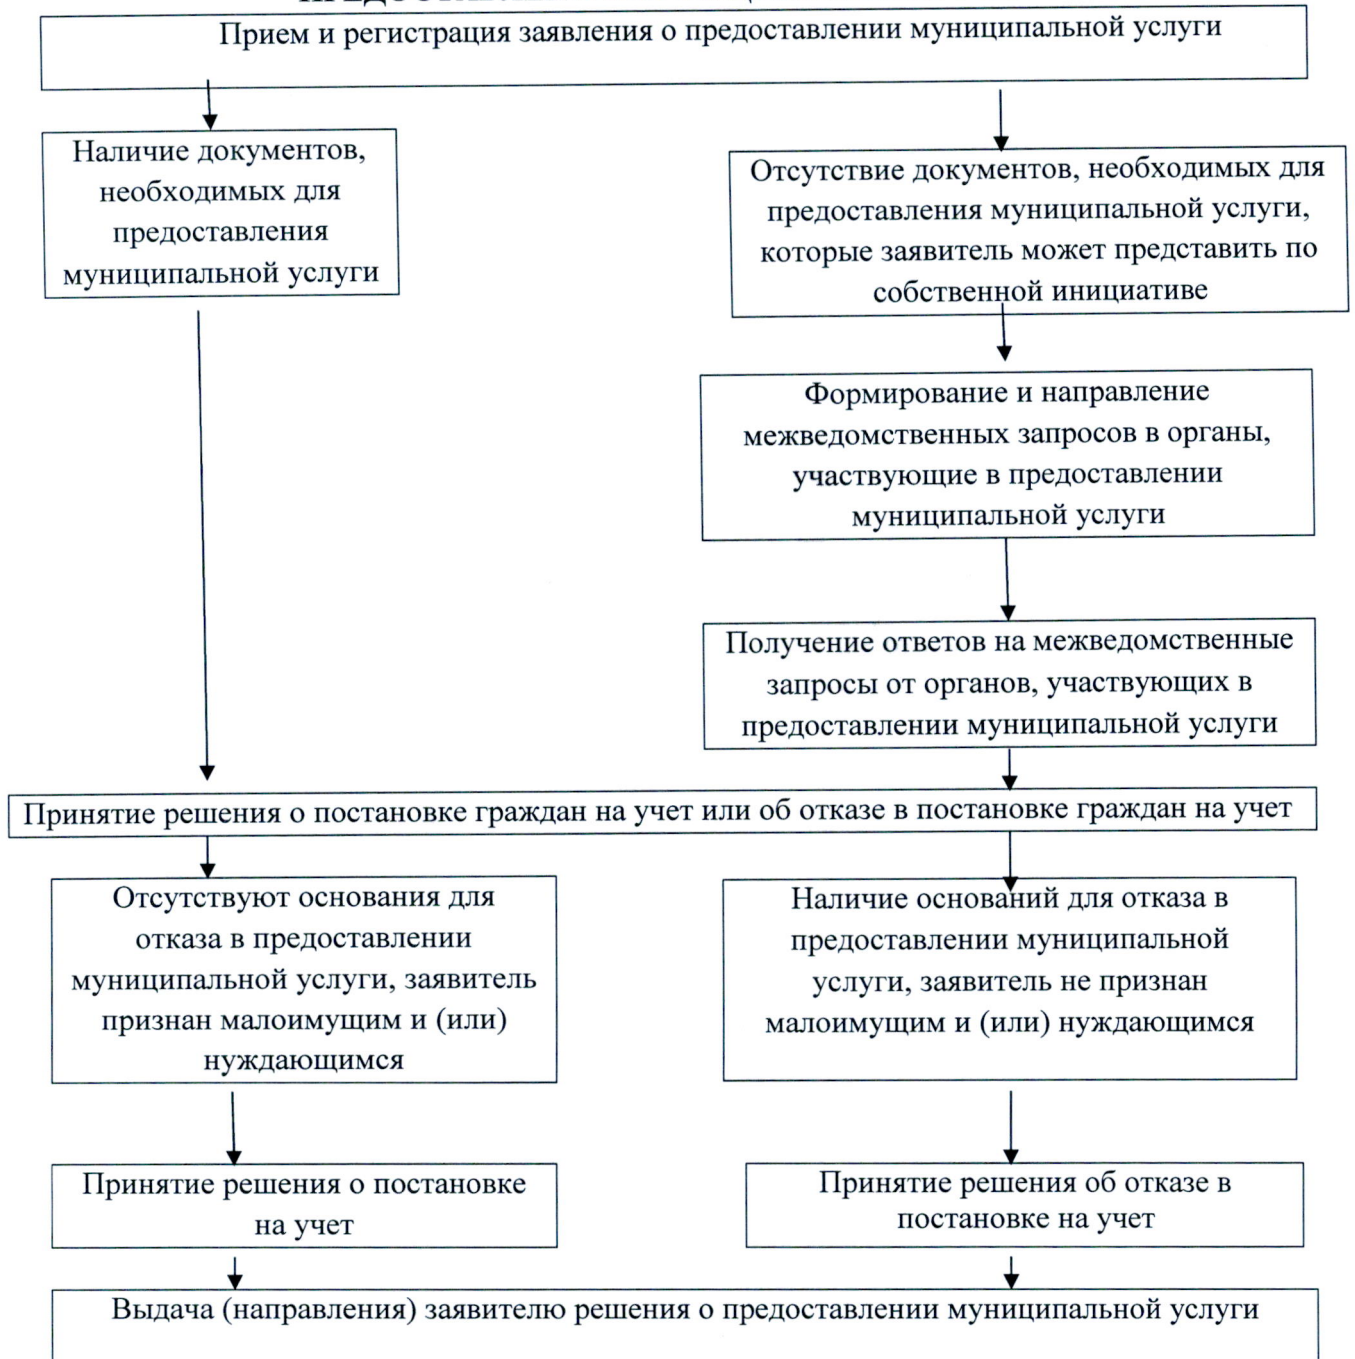 Прием и регистрация заявления о предоставлении муниципальной услуги
Наличие документов,
необходимых для
предоставления
муниципальной услуги
Отсутствие документов, необходимых для
предоставления муниципальной услуги,
которые заявитель может представить по
собственной инициативе
Формирование и направление
межведомственных запросов в органы,
участвующие в предоставлении
муниципальной услуги
Получение ответов на межведомственные
запросы от органов, участвующих в
предоставлении муниципальной услуги
Принятие решения о постановке граждан на учет или об отказе в постановке граждан на учет
Отсутствуют основания для
отказа в предоставлении
муниципальной услуги, заявитель
признан малоимущим и (или)
нуждающимся
Наличие оснований для отказа в
предоставлении муниципальной
услуги, заявитель не признан
малоимущим и (или) нуждающимся
Принятие решения о постановке
на учет
Принятие решения об отказе в
постановке на учет
Выдача (направления) заявителю решения о предоставлении муниципальной услуги